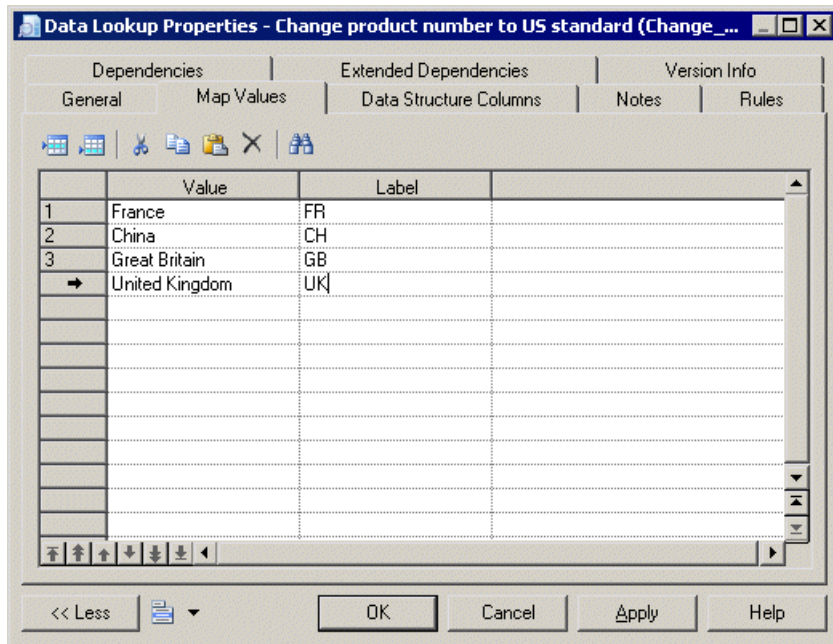 Data Lookup Properties - Change product number to US standard (Change_...
Dependencies Extended Dependencies Version Info
General Map Values Data Structure Columns Notes Rules
Value Label
1 France FR
2 China CH
3 Great Britain GB
United Kingdom UK
<< Less OK Cancel Apply Help